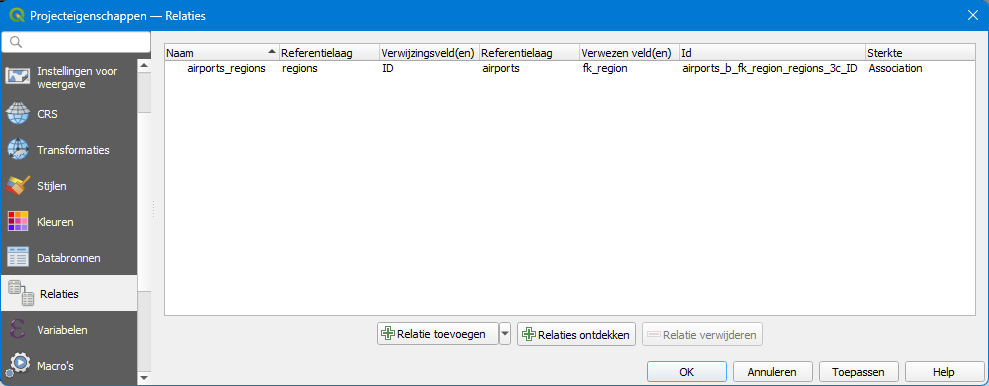 Projecteigenschappen — Relaties
Naam Referentielaag Verwijzingsveld(en) Referentielaag Verwezen veld(en) Id Sterkte
airports_regions regions ID airports fk_region airports_b_fk_region_regions_3c_ID Association
Instellingen voor
weergave
CRS
Transformaties
Stijlen
Kleuren
Databronnen
Relaties
Variabelen
Macro's
Relatie toevoegen Relaties ontdekken Relatie verwijderen
OK Annuleren Toepassen Help